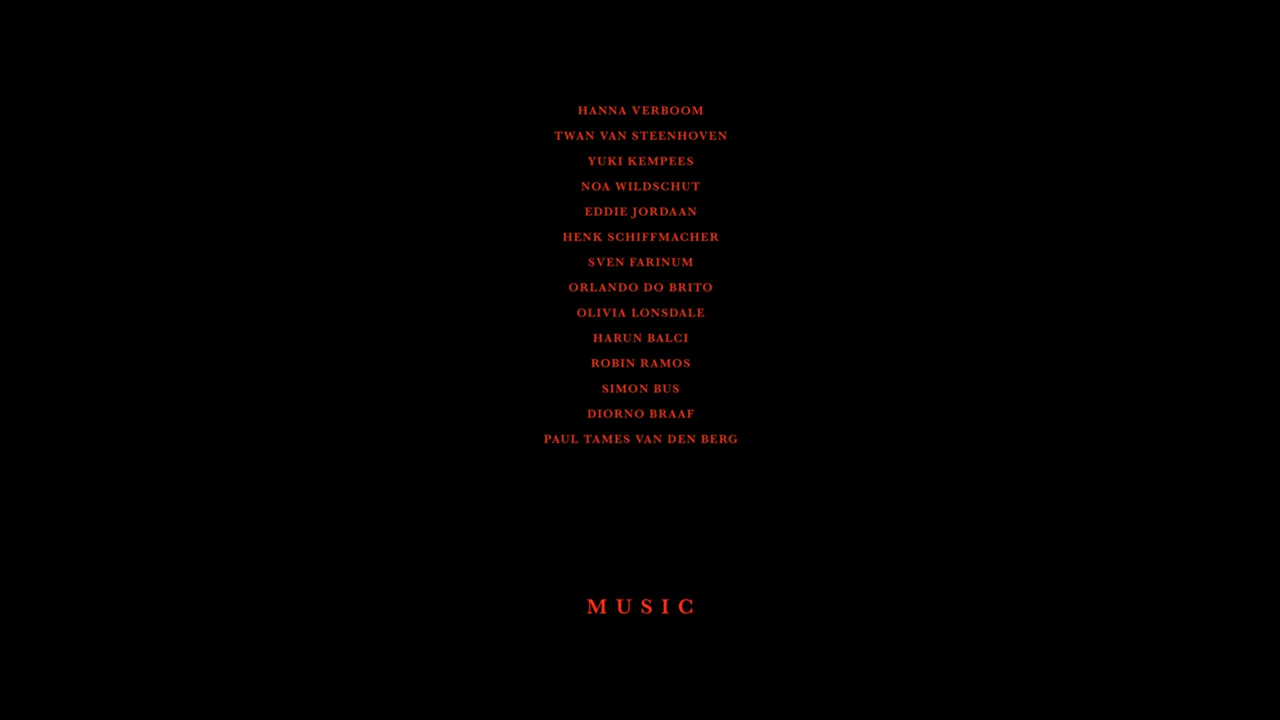 HANNA VERBOOM
TWAN VAN STEENHOVEN
YUKI KEMPEES
NOA WILDSCHUT
EDDIE JORDAAN
HENK SCHIFFMACHER
SVEN FARINUM
ORLANDO DO BRITO
OLIVIA LONSDALE
HARUN BALCI
ROBIN RAMOS
SIMON BUS
DIORNO BRAAF
PAUL TAMES VAN DEN BERG
MUSIC